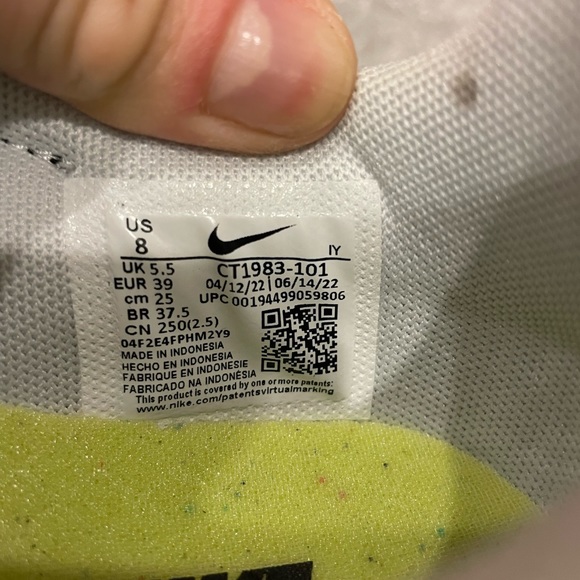 US
8
IY
UK 5.5 CT1983-101
EUR 39 04/12/22 | 06/14/22
cm 25 UPC 00194499059806
BR 37.5
CN 250(2.5)
04F2E4FPHM2Y9
MADE IN INDONESIA
HECHO EN INDONESIA
FABRIQUE EN INDONESIE
FABRICADO NA INDONÉSIA
This product is covered by one or more patents:
www.nike.com/patentsvirtualmarking